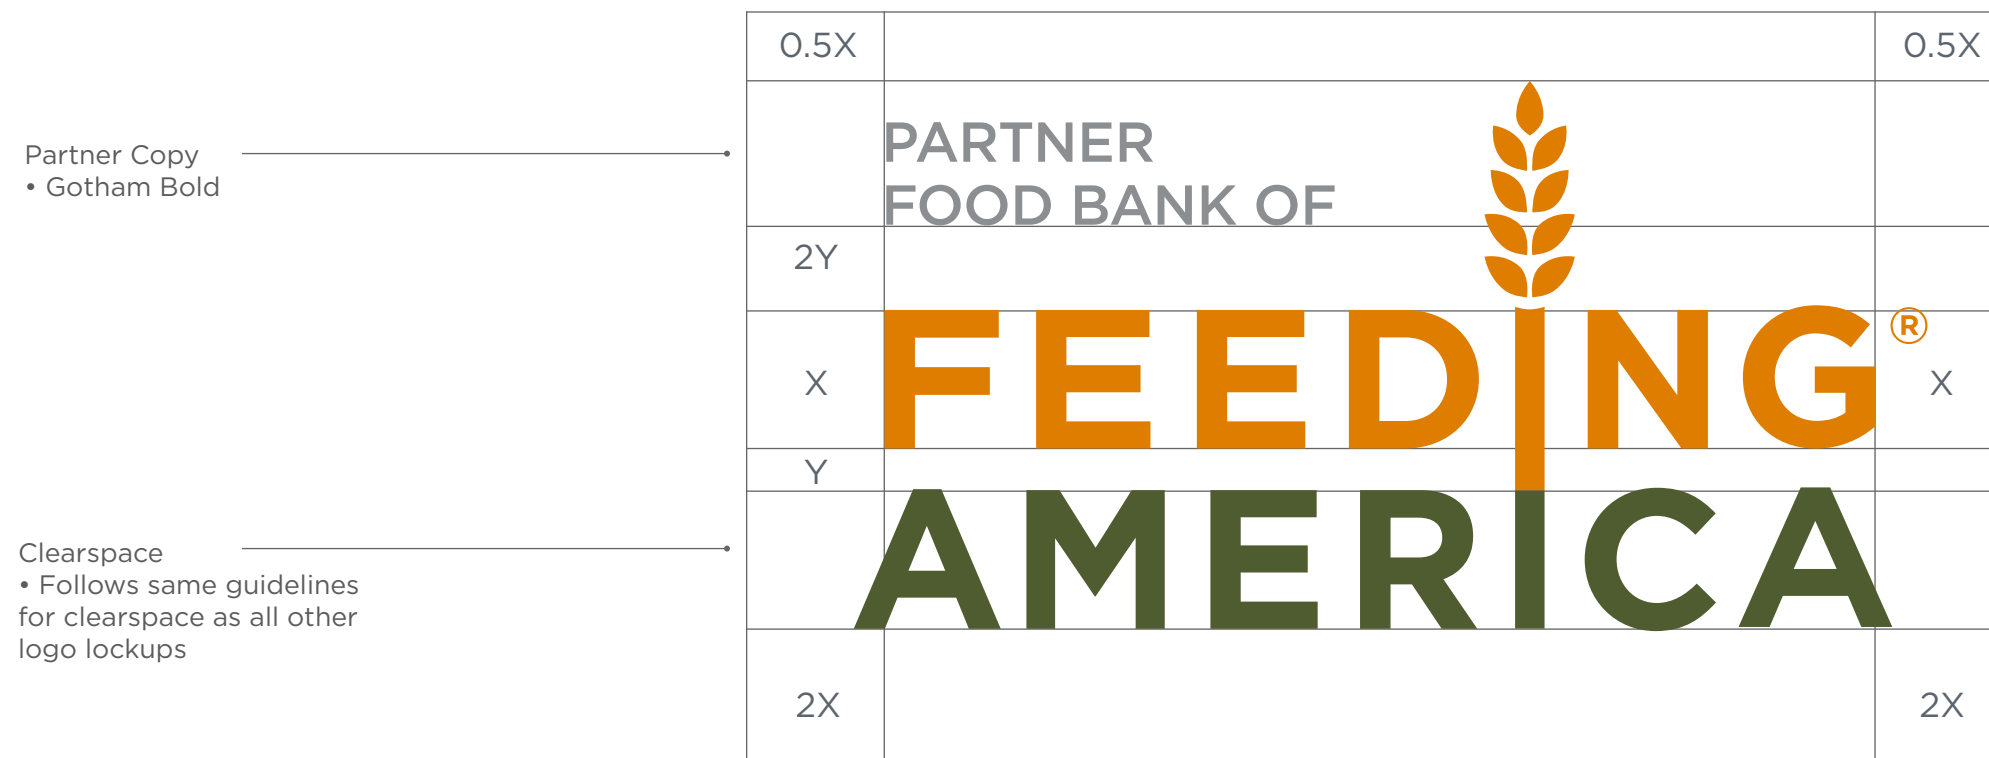 0.5X 0.5X
Partner Copy
• Gotham Bold
PARTNER
FOOD BANK OF
2Y
FEEDING®
X X
Y
AMERICA
Clearspace
• Follows same guidelines
for clearspace as all other
logo lockups
2X 2X